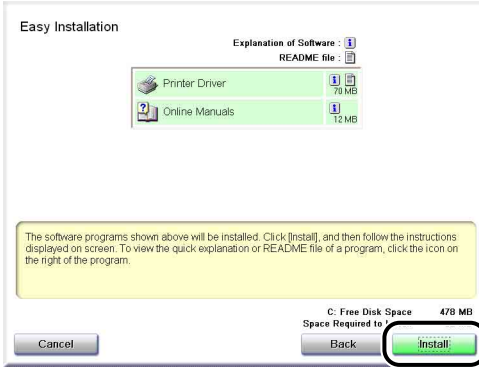 Easy Installation
Explanation of Software :
README file :
Printer Driver
70 MB
Online Manuals
12 MB
The software programs shown above will be installed. Click [Install], and then follow the instructions
displayed on screen. To view the quick explanation or README file of a program, click the icon on
the right of the program.
C: Free Disk Space 478 MB
Space Required to
Cancel
Back
Install